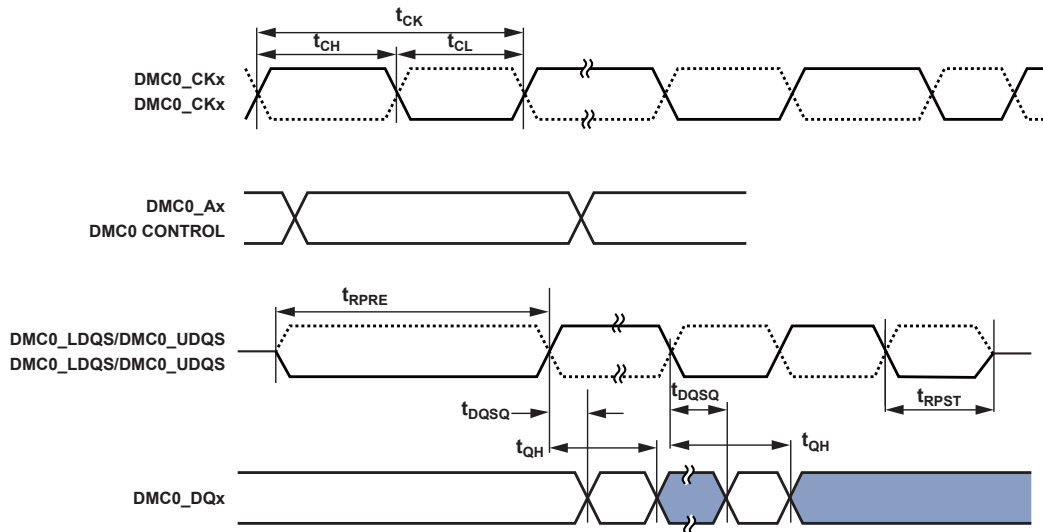 tCK
tCH
tCL
DMC0_CKx
DMC0_CKx
DMC0_Ax
DMC0 CONTROL
tRPRE
DMC0_LDQS/DMC0_UDQS
DMC0_LDQS/DMC0_UDQS
tDQSQ
tDQSQ
tRPST
tQH
tQH
DMC0_DQx